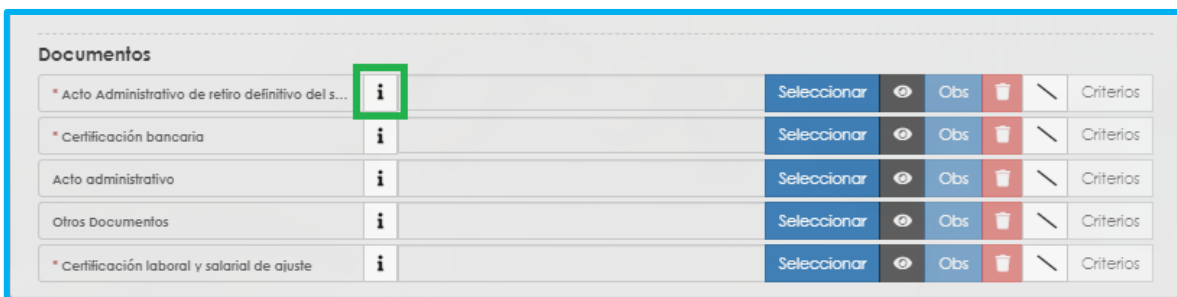 Documentos
* Acto Administrativo de retiro definitivo del s... i Seleccionar Obs Criterios
* Certificación bancaria i Seleccionar Obs Criterios
Acto administrativo i Seleccionar Obs Criterios
Otros Documentos i Seleccionar Obs Criterios
* Certificación laboral y salarial de ajuste i Seleccionar Obs Criterios